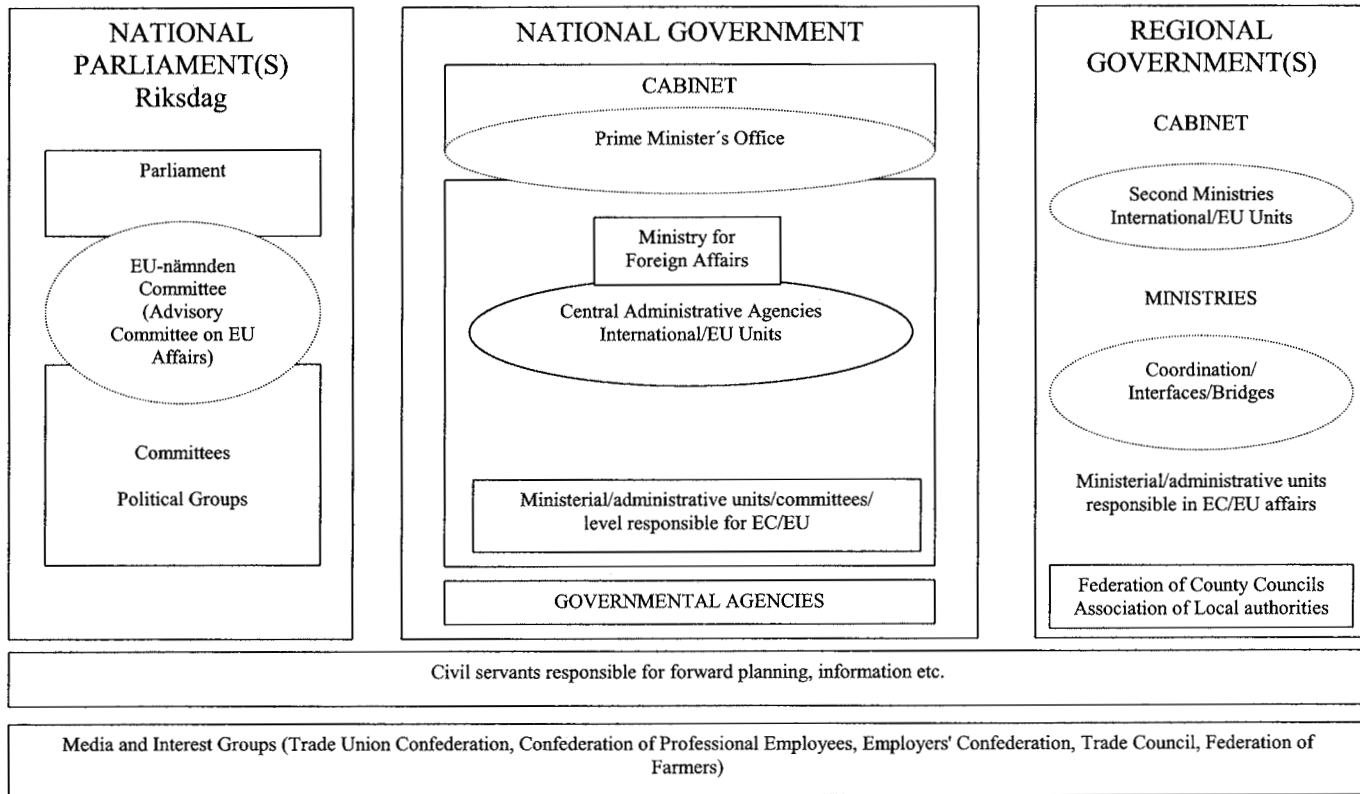 NATIONAL
PARLIAMENT(S)
Riksdag
Parliament
EU-nämnden
Committee
(Advisory
Committee on EU
Affairs)
Committees
Political Groups
NATIONAL GOVERNMENT
CABINET
Prime Minister´s Office
Ministry for
Foreign Affairs
Central Administrative Agencies
International/EU Units
Ministerial/administrative units/committees/
level responsible for EC/EU
GOVERNMENTAL AGENCIES
REGIONAL
GOVERNMENT(S)
CABINET
Second Ministries
International/EU Units
MINISTRIES
Coordination/
Interfaces/Bridges
Ministerial/administrative units
responsible in EC/EU affairs
Federation of County Councils
Association of Local authorities
Civil servants responsible for forward planning, information etc.
Media and Interest Groups (Trade Union Confederation, Confederation of Professional Employees, Employers' Confederation, Trade Council, Federation of
Farmers)